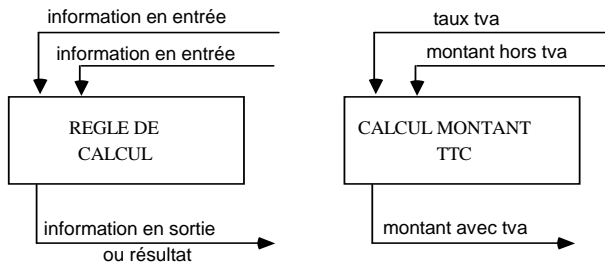 information en entrée
information en entrée
REGLE DE
CALCUL
information en sortie
ou résultat
taux tva
montant hors tva
CALCUL MONTANT
TTC
montant avec tva